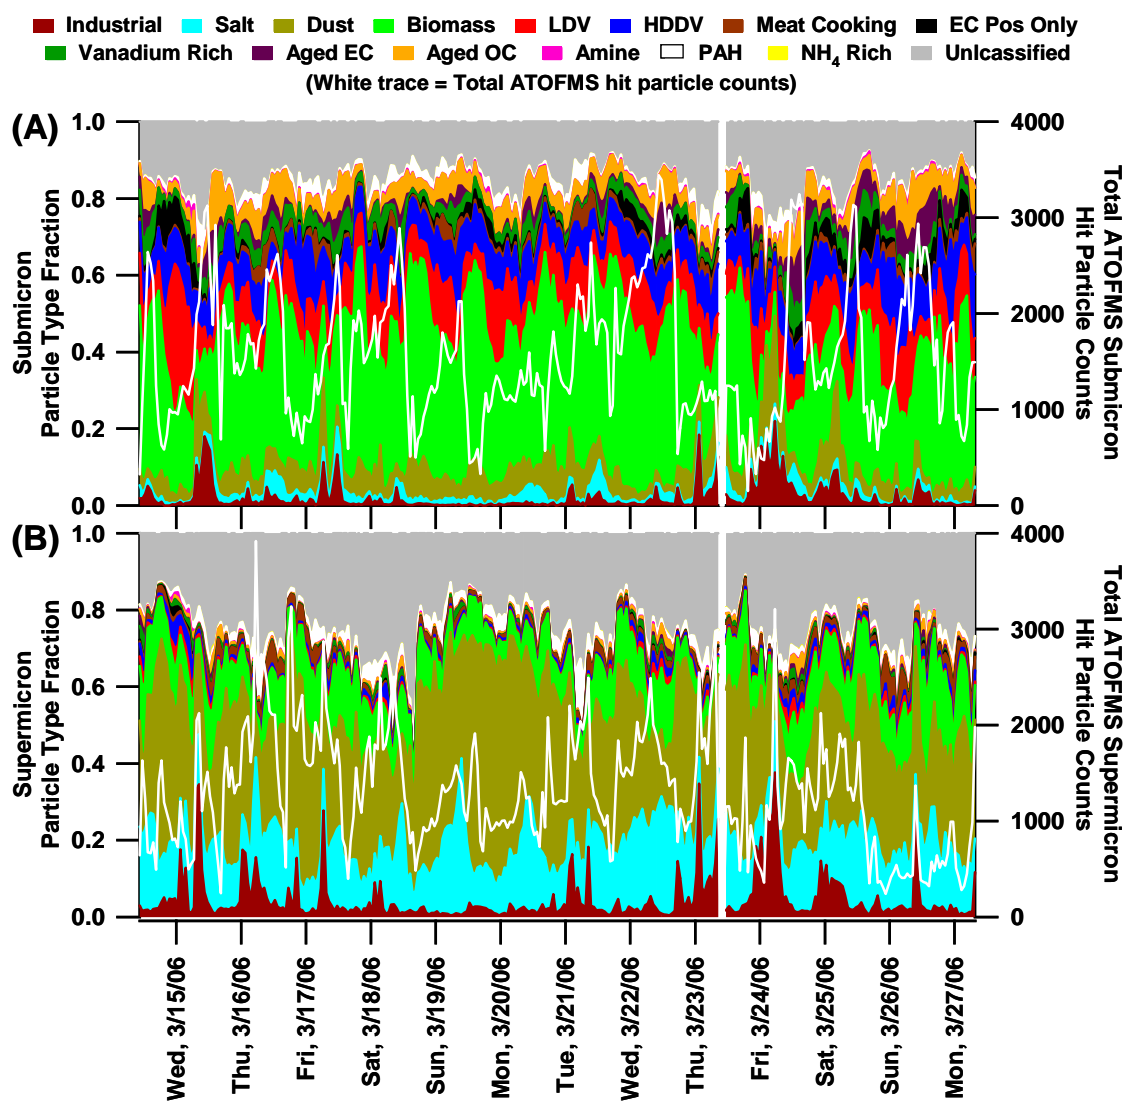 Industrial Salt Dust Biomass LDV HDDV Meat Cooking EC Pos Only
Vanadium Rich Aged EC Aged OC Amine PAH NH4 Rich Unlcassified
(White trace = Total ATOFMS hit particle counts)
(A)
Submicron
Particle Type Fraction
1.0
0.8
0.6
0.4
0.2
0.0
4000
3000
2000
1000
0
Total ATOFMS Submicron
Hit Particle Counts
(B)
Supermicron
Particle Type Fraction
1.0
0.8
0.6
0.4
0.2
0.0
4000
3000
2000
1000
0
Total ATOFMS Supermicron
Hit Particle Counts
Wed, 3/15/06
Thu, 3/16/06
Fri, 3/17/06
Sat, 3/18/06
Sun, 3/19/06
Mon, 3/20/06
Tue, 3/21/06
Wed, 3/22/06
Thu, 3/23/06
Fri, 3/24/06
Sat, 3/25/06
Sun, 3/26/06
Mon, 3/27/06